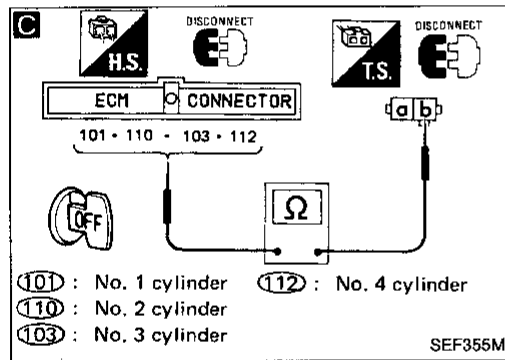 C
DISCONNECT
H.S.
DISCONNECT
T.S.
ECM CONNECTOR
a b
101 · 110 - 103 · 112
OFF
Ω
101 : No. 1 cylinder
112 : No. 4 cylinder
110 : No. 2 cylinder
103 : No. 3 cylinder
SEF355M